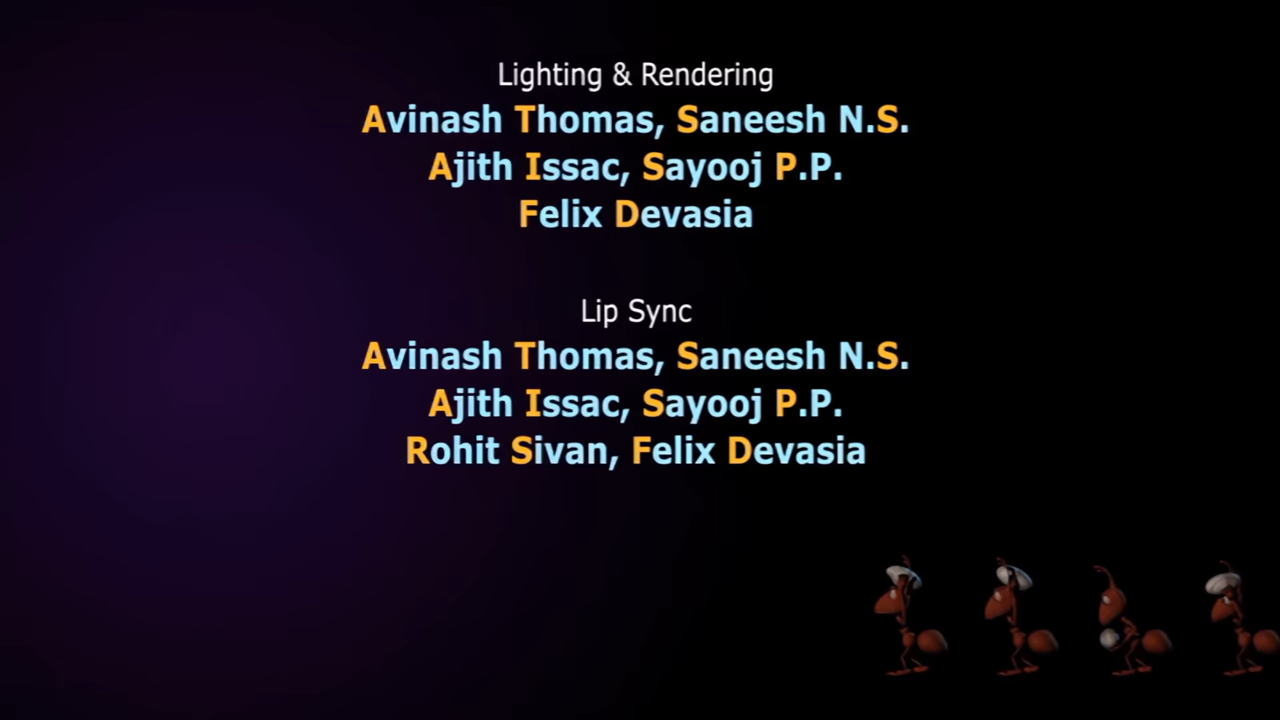 Lighting & Rendering
Avinash Thomas, Saneesh N.S.
Ajith Issac, Sayooj P.P.
Felix Devasia
Lip Sync
Avinash Thomas, Saneesh N.S.
Ajith Issac, Sayooj P.P.
Rohit Sivan, Felix Devasia